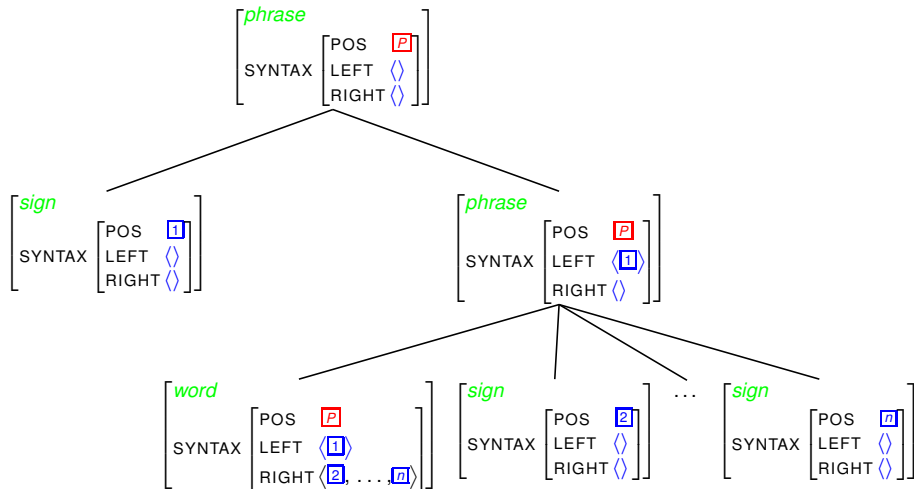 phrase
SYNTAX
POS P
LEFT ⟨⟩
RIGHT ⟨⟩
sign
SYNTAX
POS 1
LEFT ⟨⟩
RIGHT ⟨⟩
phrase
SYNTAX
POS P
LEFT ⟨1⟩
RIGHT ⟨⟩
word
SYNTAX
POS P
LEFT ⟨1⟩
RIGHT ⟨2, ..., n⟩
sign
SYNTAX
POS 2
LEFT ⟨⟩
RIGHT ⟨⟩
...
sign
SYNTAX
POS n
LEFT ⟨⟩
RIGHT ⟨⟩